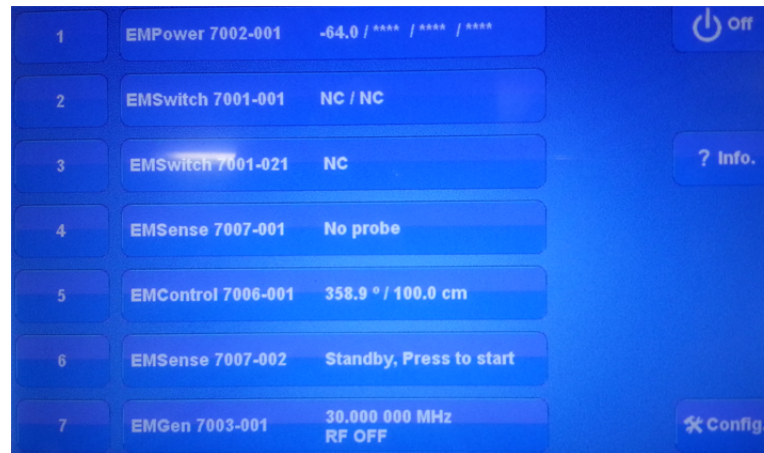 1 EMPower 7002-001 -64.0 / **** / **** / **** Off
2 EMSwitch 7001-001 NC / NC
3 EMSwitch 7001-021 NC ? Info.
4 EMSense 7007-001 No probe
5 EMControl 7006-001 358.9 º / 100.0 cm
6 EMSense 7007-002 Standby, Press to start
7 EMGen 7003-001 30.000 000 MHz
RF OFF
Config.